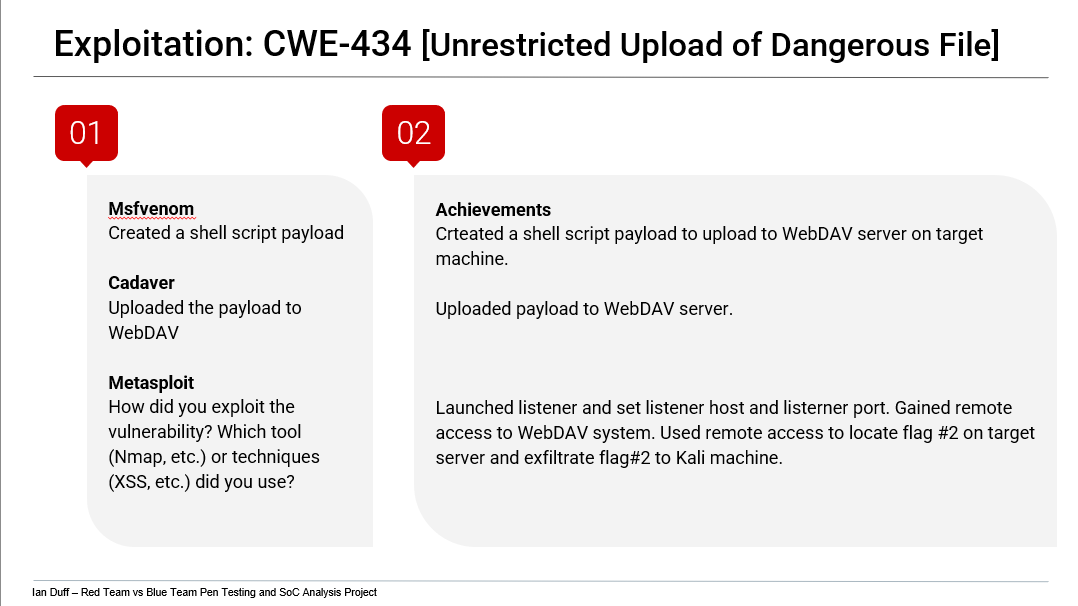 Exploitation: CWE-434 [Unrestricted Upload of Dangerous File]
01
Msfvenom
Created a shell script payload
Cadaver
Uploaded the payload to
WebDAV
Metasploit
How did you exploit the
vulnerability? Which tool
(Nmap, etc.) or techniques
(XSS, etc.) did you use?
02
Achievements
Crteated a shell script payload to upload to WebDAV server on target
machine.
Uploaded payload to WebDAV server.
Launched listener and set listener host and listerner port. Gained remote
access to WebDAV system. Used remote access to locate flag #2 on target
server and exfiltrate flag#2 to Kali machine.
Ian Duff – Red Team vs Blue Team Pen Testing and SoC Analysis Project